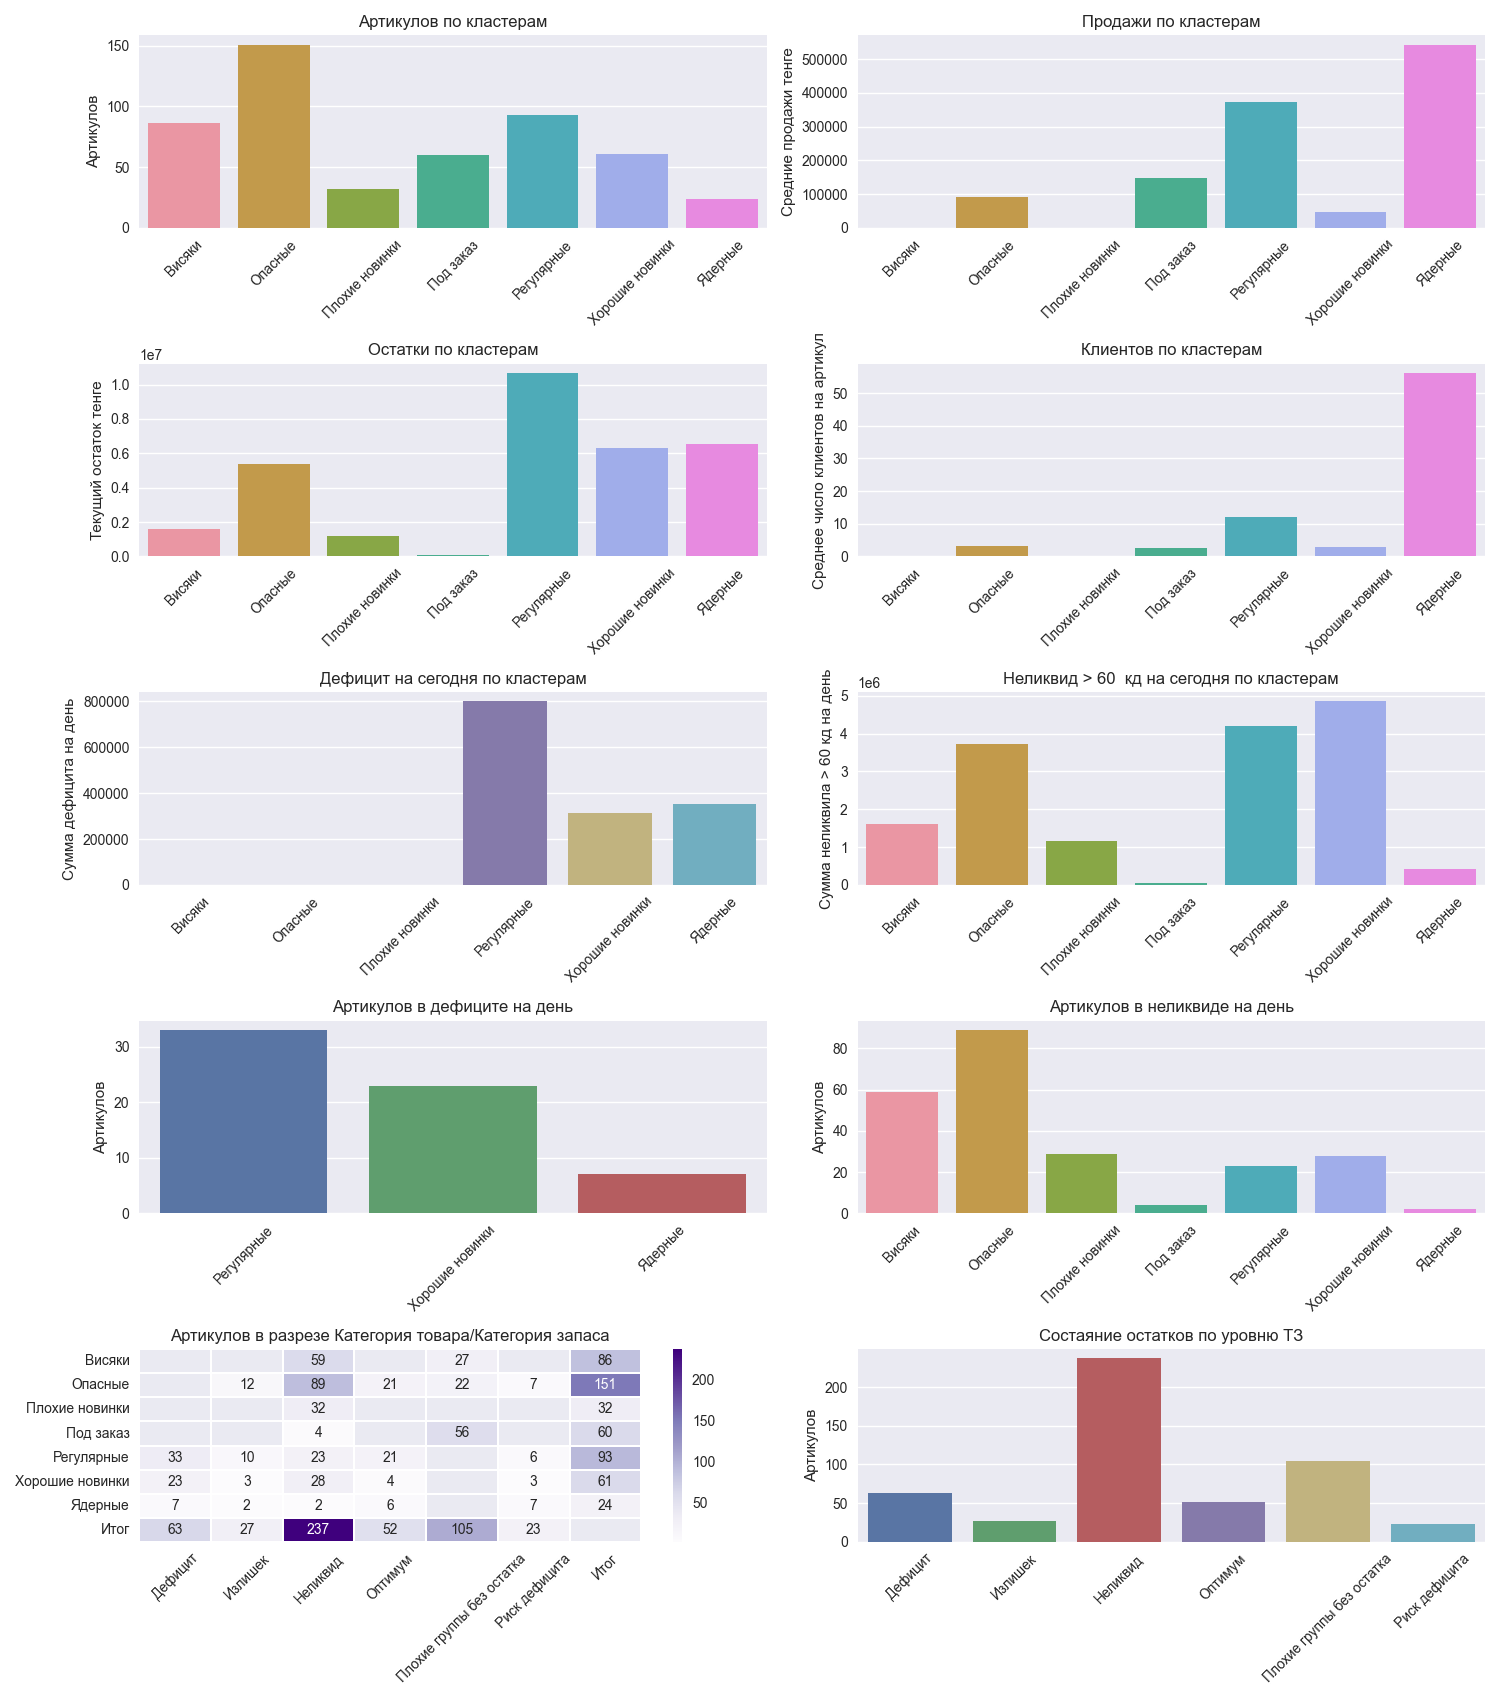 Артикулов по кластерам
Артикулов
150
100
50
0
Висяки
Опасные
Плохие новинки
Под заказ
Регулярные
Хорошие новинки
Ядерные
Продажи по кластерам
Средние продажи тенге
500000
400000
300000
200000
100000
0
Висяки
Опасные
Плохие новинки
Под заказ
Регулярные
Хорошие новинки
Ядерные
Остатки по кластерам
1e7
Текущий остаток тенге
1.0
0.8
0.6
0.4
0.2
0.0
Висяки
Опасные
Плохие новинки
Под заказ
Регулярные
Хорошие новинки
Ядерные
Клиентов по кластерам
Среднее число клиентов на артикул
50
40
30
20
10
0
Висяки
Опасные
Плохие новинки
Под заказ
Регулярные
Хорошие новинки
Ядерные
Дефицит на сегодня по кластерам
Сумма дефицита на день
800000
600000
400000
200000
0
Висяки
Опасные
Плохие новинки
Регулярные
Хорошие новинки
Ядерные
Неликвид > 60  кд на сегодня по кластерам
1e6
Сумма неликвила > 60 кд на день
5
4
3
2
1
0
Висяки
Опасные
Плохие новинки
Под заказ
Регулярные
Хорошие новинки
Ядерные
Артикулов в дефиците на день
Артикулов
30
20
10
0
Регулярные
Хорошие новинки
Ядерные
Артикулов в неликвиде на день
Артикулов
80
60
40
20
0
Висяки
Опасные
Плохие новинки
Под заказ
Регулярные
Хорошие новинки
Ядерные
Артикулов в разрезе Категория товара/Категория запаса
Висяки 59 27 86
Опасные 12 89 21 22 7 151
Плохие новинки 32 32
Под заказ 4 56 60
Регулярные 33 10 23 21 6 93
Хорошие новинки 23 3 28 4 3 61
Ядерные 7 2 2 6 7 24
Итог 63 27 237 52 105 23
Дефицит
Излишек
Неликвид
Оптимум
Плохие группы без остатка
Риск дефицита
Итог
200
150
100
50
Состаяние остатков по уровню ТЗ
Артикулов
200
150
100
50
0
Дефицит
Излишек
Неликвид
Оптимум
Плохие группы без остатка
Риск дефицита